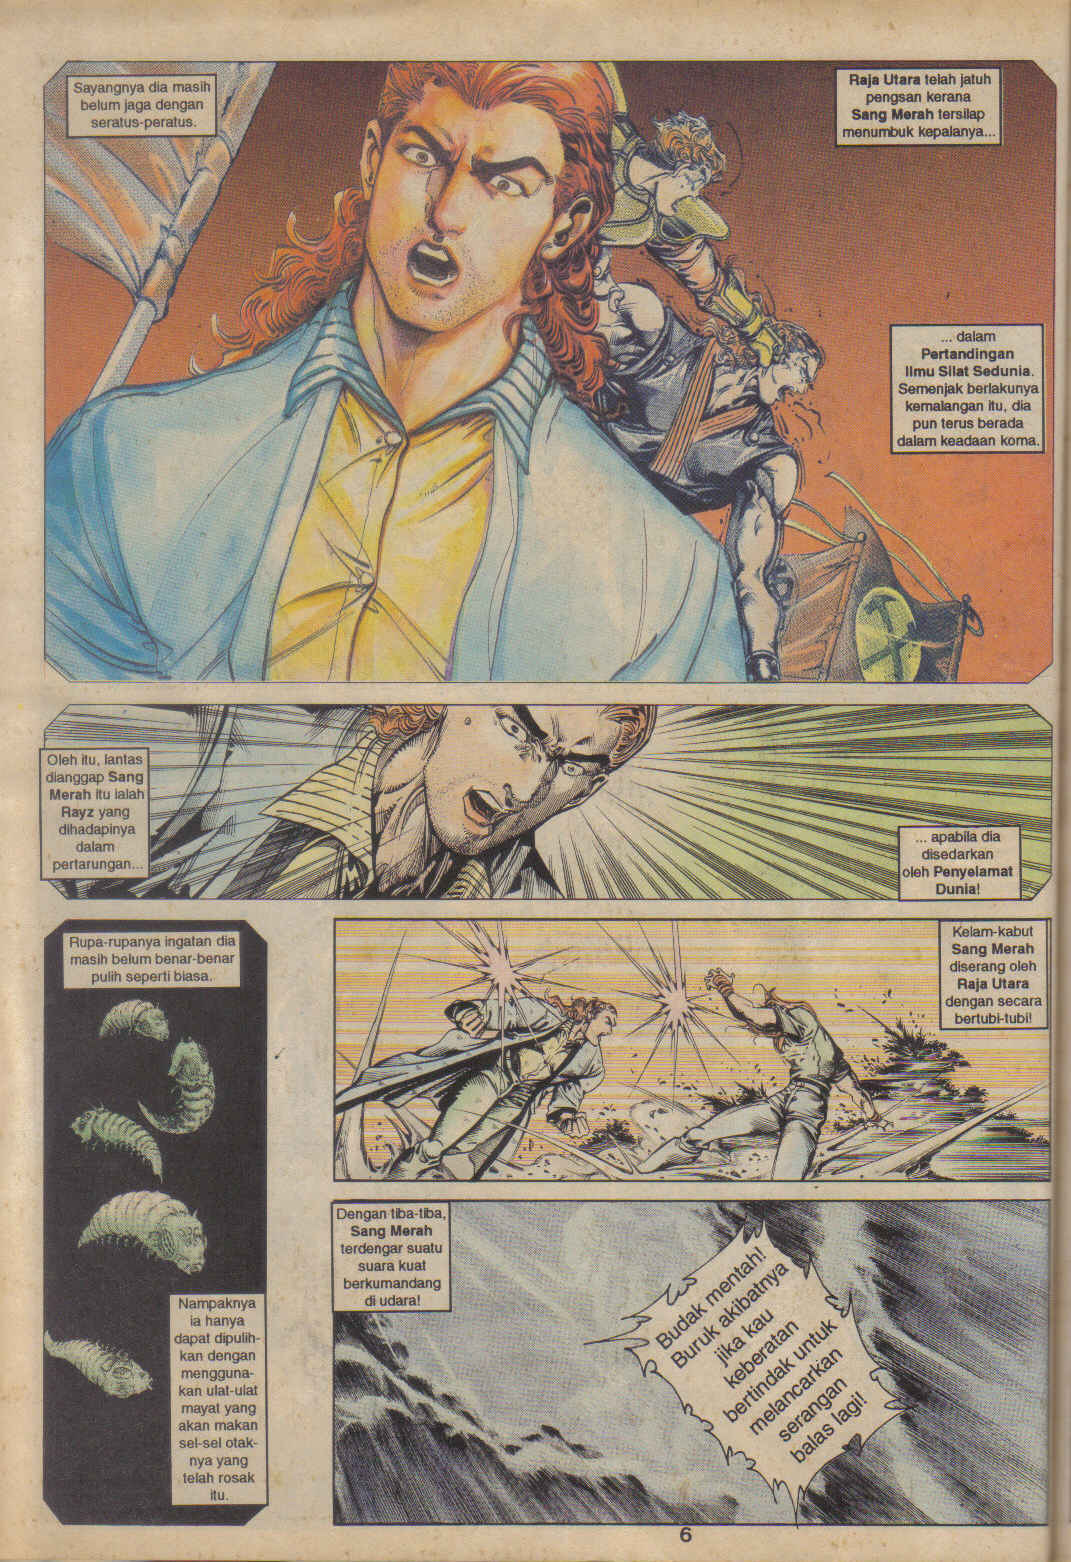 Sayangnya dia masih
belum jaga dengan
seratus-peratus.
Raja Utara telah jatuh
pengsan kerana
Sang Merah tersilap
menumbuk kepalanya...
... dalam
Pertandingan
Ilmu Silat Sedunia.
Semenjak berlakunya
kemalangan itu, dia
pun terus berada
dalam keadaan koma.
Oleh itu, lantas
dianggap Sang
Merah itu ialah
Rayz yang
dihadapinya
dalam
pertarungan...
... apabila dia
disedarkan
oleh Penyelamat
Dunia!
Rupa-rupanya ingatan dia
masih belum benar-benar
pulih seperti biasa.
Nampaknya
ia hanya
dapat dipulih-
kan dengan
mengguna-
kan ulat-ulat
mayat yang
akan makan
sel-sel otak-
nya yang
telah rosak
itu.
Kelam-kabut
Sang Merah
diserang oleh
Raja Utara
dengan secara
bertubi-tubi!
Dengan tiba-tiba,
Sang Merah
terdengar suatu
suara kuat
berkumandang
di udara!
Budak mentah!
Buruk akibatnya
jika kau
keberatan
bertindak untuk
melancarkan
serangan
balas lagi!
6